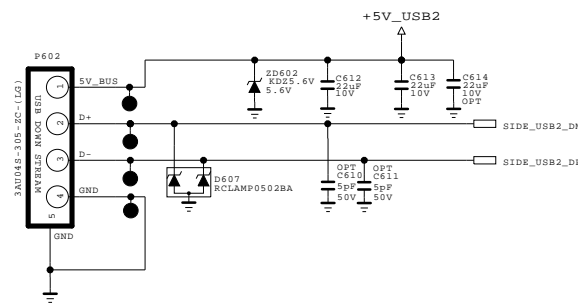 +5V_USB2
P602
3AU04S-305-ZC-(LG)
USB DOWN STREAM
1
5V_BUS
2
D+
3
D-
4
GND
5
GND
ZD602
KDZ5.6V
5.6V
C612
22uF
10V
C613
22uF
10V
C614
22uF
10V
OPT
SIDE_USB2_DM
D607
RCLAMP0502BA
OPT
C610
5pF
50V
OPT
C611
5pF
50V